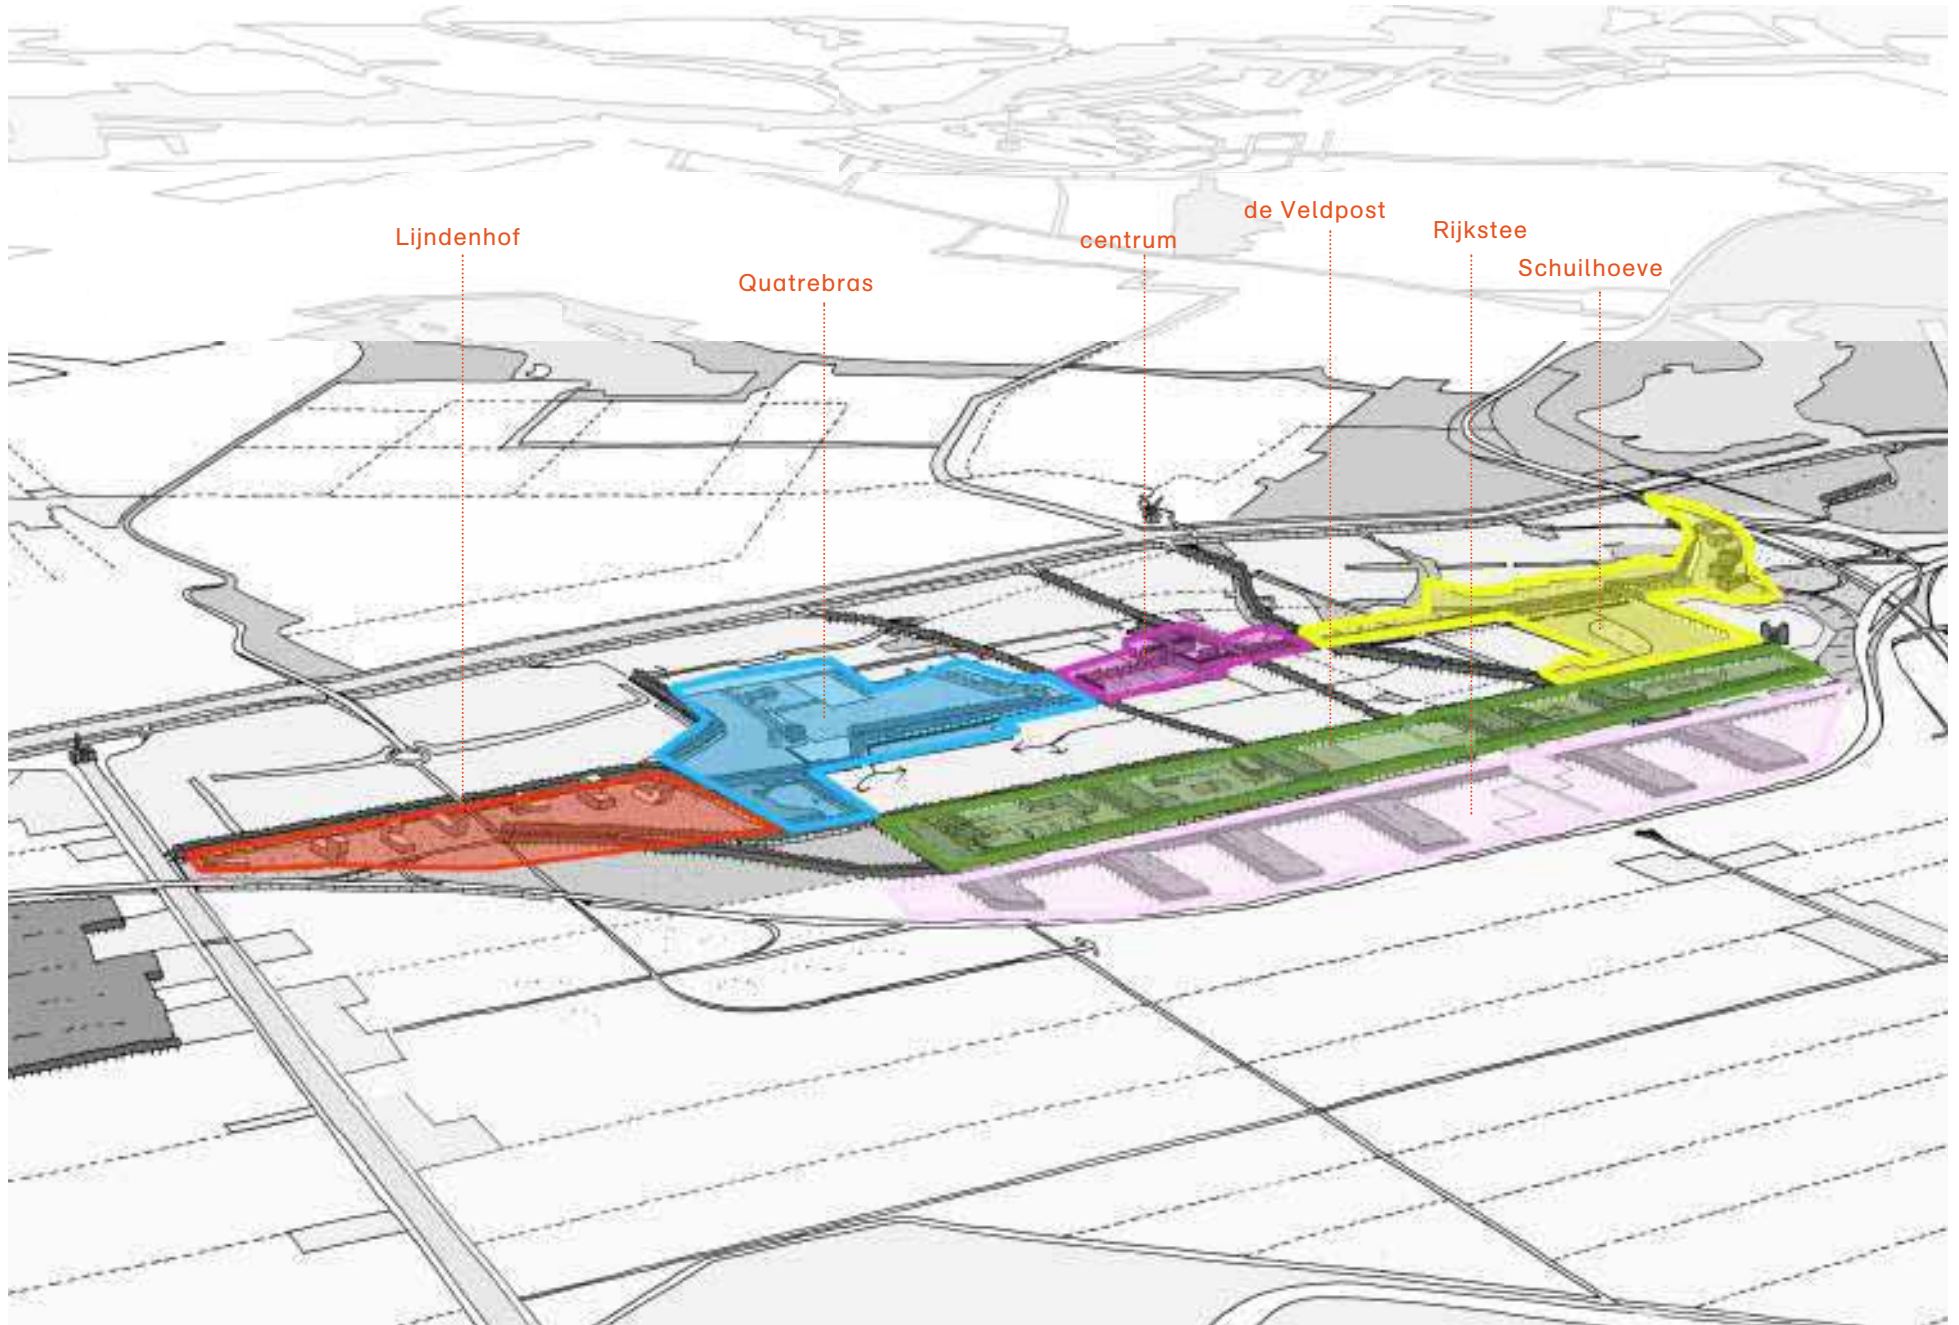 Lijndenhof
Quatrebras
centrum
de Veldpost
Rijkstee
Schuilhoeve